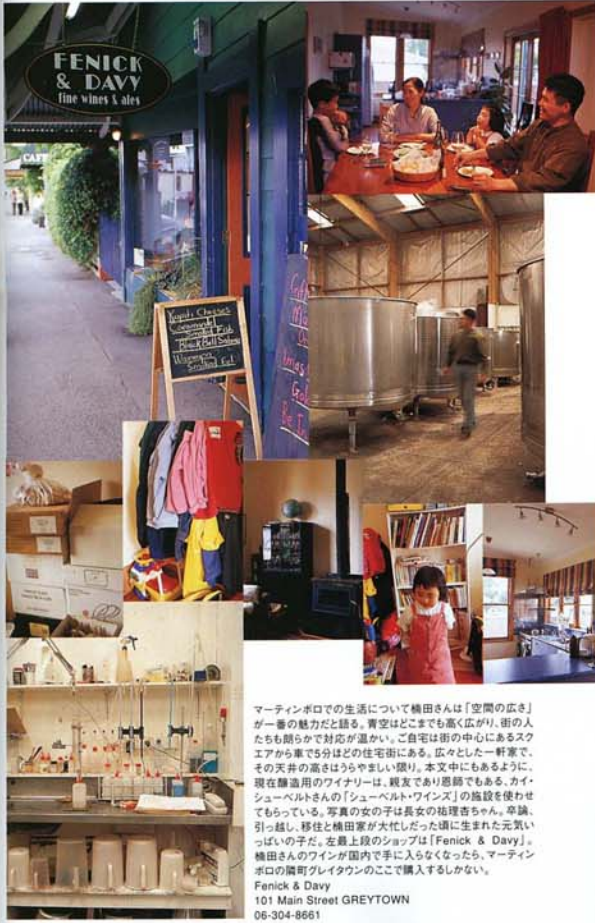 FENICK
& DAVY
fine wines & ales
CAFE
Kapiti Cheeses
Coromandel
Smoked Fish
Black Ball Salami
Wairarapa
Smoked Eel
マーティンボロでの生活について楠田さんは「空間の広さ」
が一番の魅力だと語る。青空はどこまでも高く広がり、街の人
たちも朗らかで対応が温かい。ご自宅は街の中心にあるスク
エアから車で5分ほどの住宅街にある。広々とした一軒家で、
その天井の高さはうらやましい限り。本文中にもあるように、
現在醸造用のワイナリーは、親友であり恩師でもある、カイ・
シューベルトさんの「シューベルト・ワインズ」の施設を使わせ
てもらっている。写真の女の子は長女の祐理杏ちゃん。卒論、
引っ越し、移住と楠田家が大忙しだった頃に生まれた元気い
っぱいの子だ。左最上段のショップは「Fenick & Davy」。
楠田さんのワインが国内で手に入らなくなったら、マーティン
ボロの隣町グレイタウンのここで購入するしかない。
Fenick & Davy
101 Main Street GREYTOWN
06-304-8661